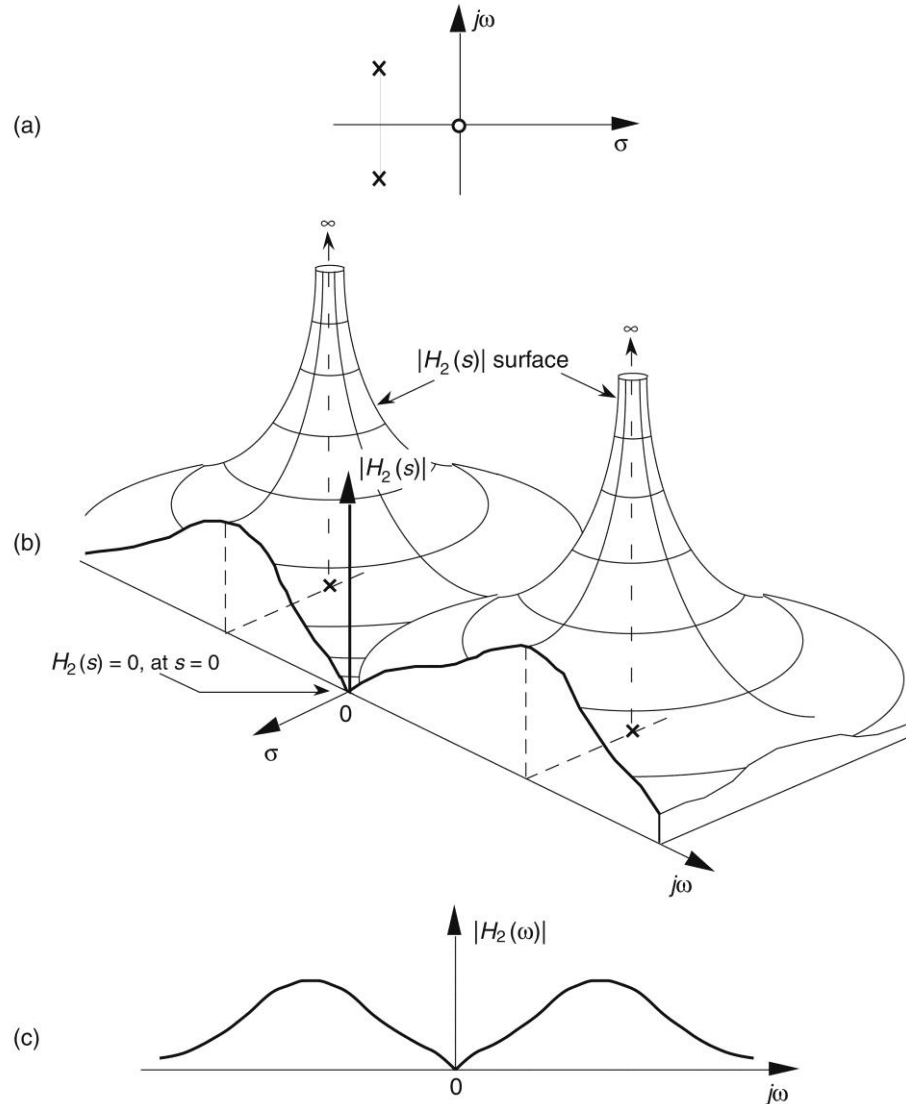 jω
(a)
σ
∞
∞
|H₂(s)| surface
|H₂(s)|
(b)
H₂(s) = 0, at s = 0
0
σ
jω
|H₂(ω)|
(c)
0
jω